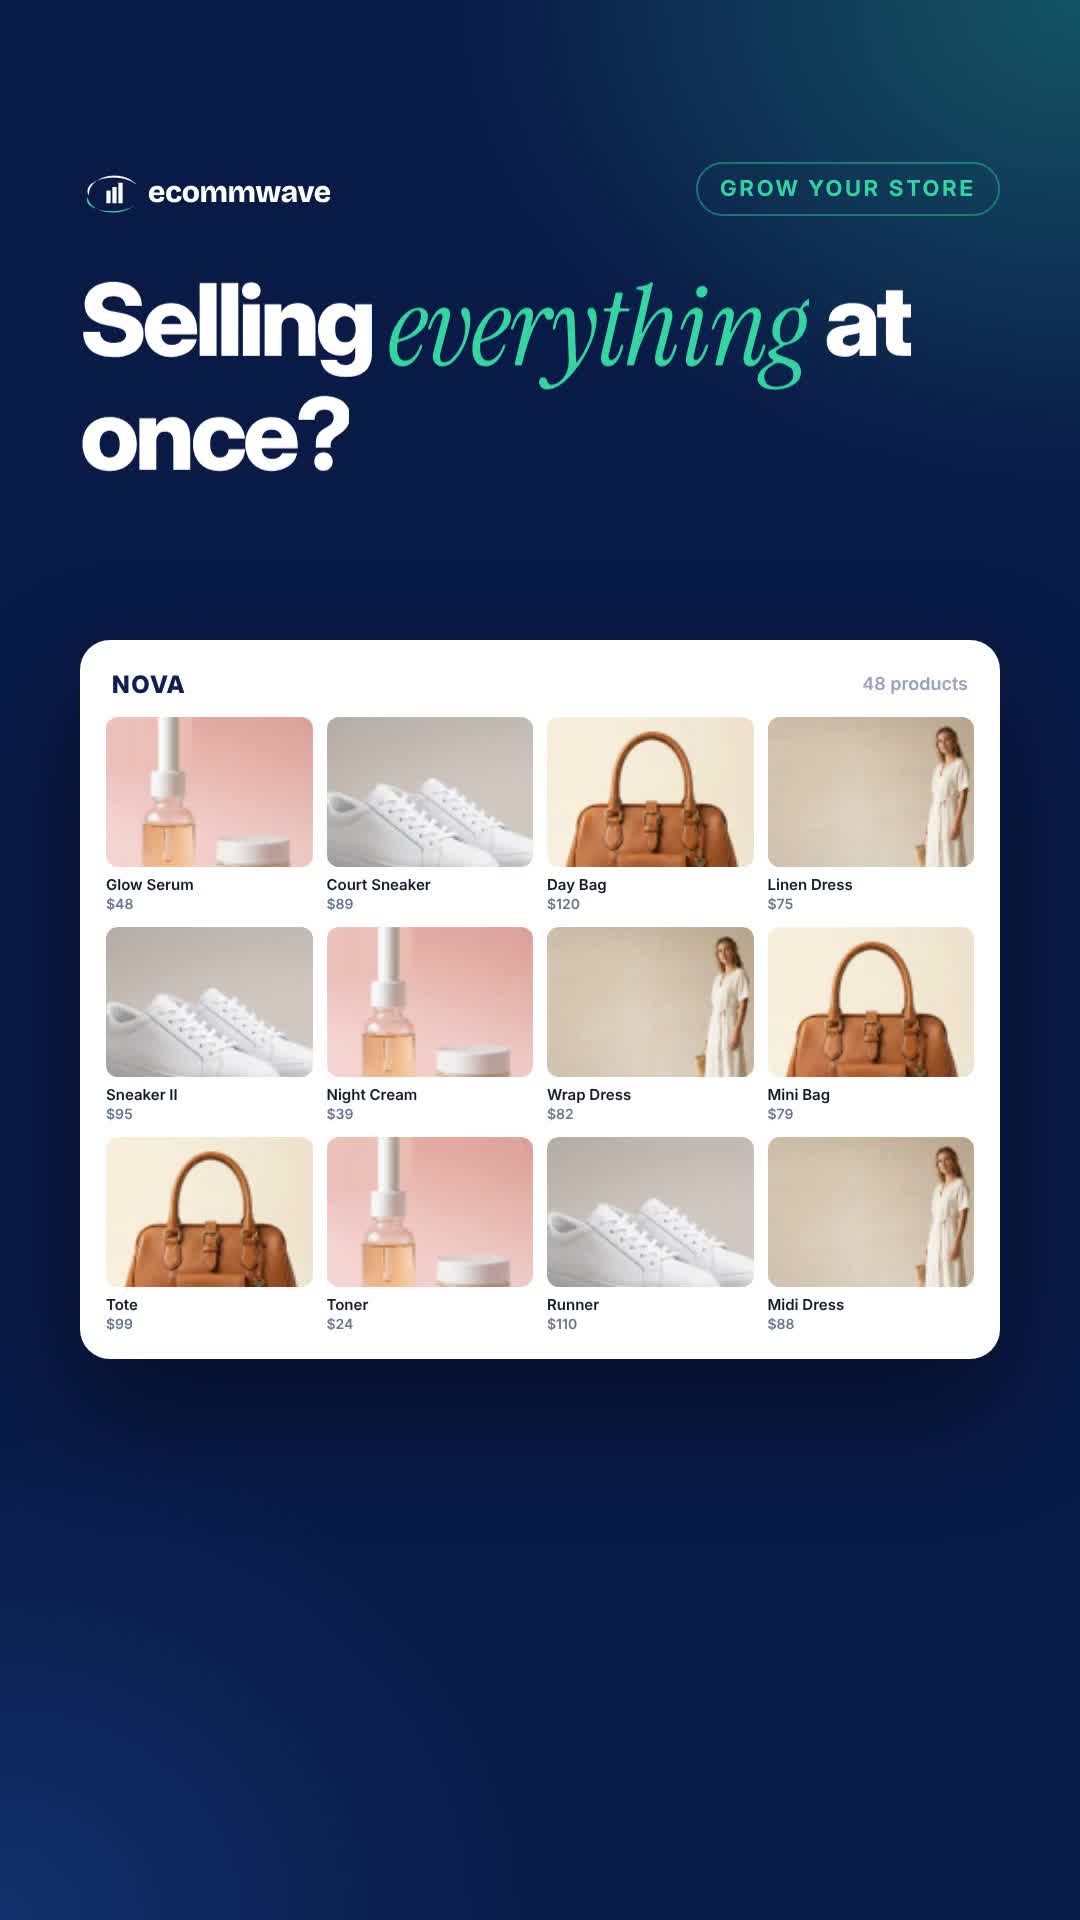 ecommwave
GROW YOUR STORE
Selling everything at
once?
NOVA
48 products
Glow Serum
$48
Court Sneaker
$89
Day Bag
$120
Linen Dress
$75
Sneaker II
$95
Night Cream
$39
Wrap Dress
$82
Mini Bag
$79
Tote
$99
Toner
$24
Runner
$110
Midi Dress
$88